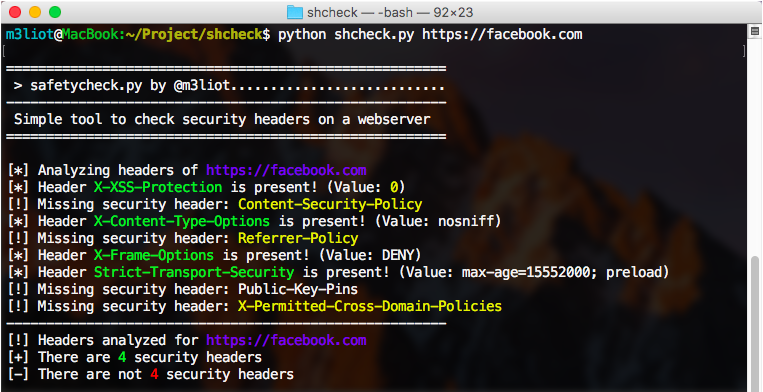 shcheck — -bash — 92×23
m3liot@MacBook:~/Project/shcheck$ python shcheck.py https://facebook.com
[ ]
======================================================
> safetycheck.py by @m3liot...........................
------------------------------------------------------
Simple tool to check security headers on a webserver
======================================================
[*] Analyzing headers of https://facebook.com
[*] Header X-XSS-Protection is present! (Value: 0)
[!] Missing security header: Content-Security-Policy
[*] Header X-Content-Type-Options is present! (Value: nosniff)
[!] Missing security header: Referrer-Policy
[*] Header X-Frame-Options is present! (Value: DENY)
[*] Header Strict-Transport-Security is present! (Value: max-age=15552000; preload)
[!] Missing security header: Public-Key-Pins
[!] Missing security header: X-Permitted-Cross-Domain-Policies
------------------------------------------------------
[!] Headers analyzed for https://facebook.com
[+] There are 4 security headers
[-] There are not 4 security headers